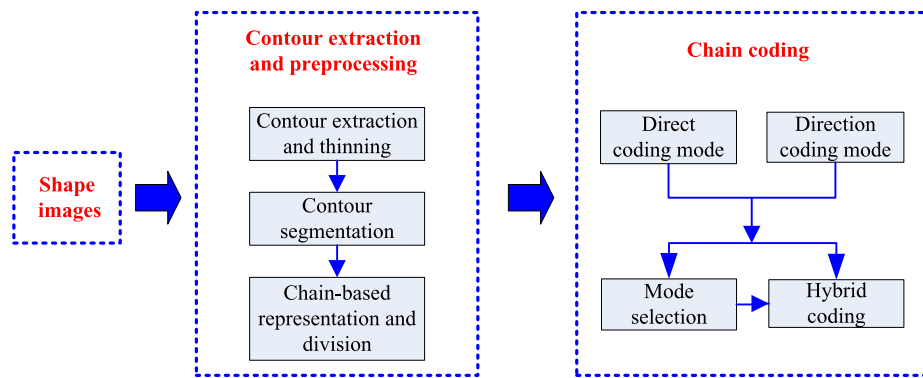 Shape
images
Contour extraction
and preprocessing
Contour extraction
and thinning
Contour
segmentation
Chain-based
representation and
division
Chain coding
Direct
coding mode
Direction
coding mode
Mode
selection
Hybrid
coding